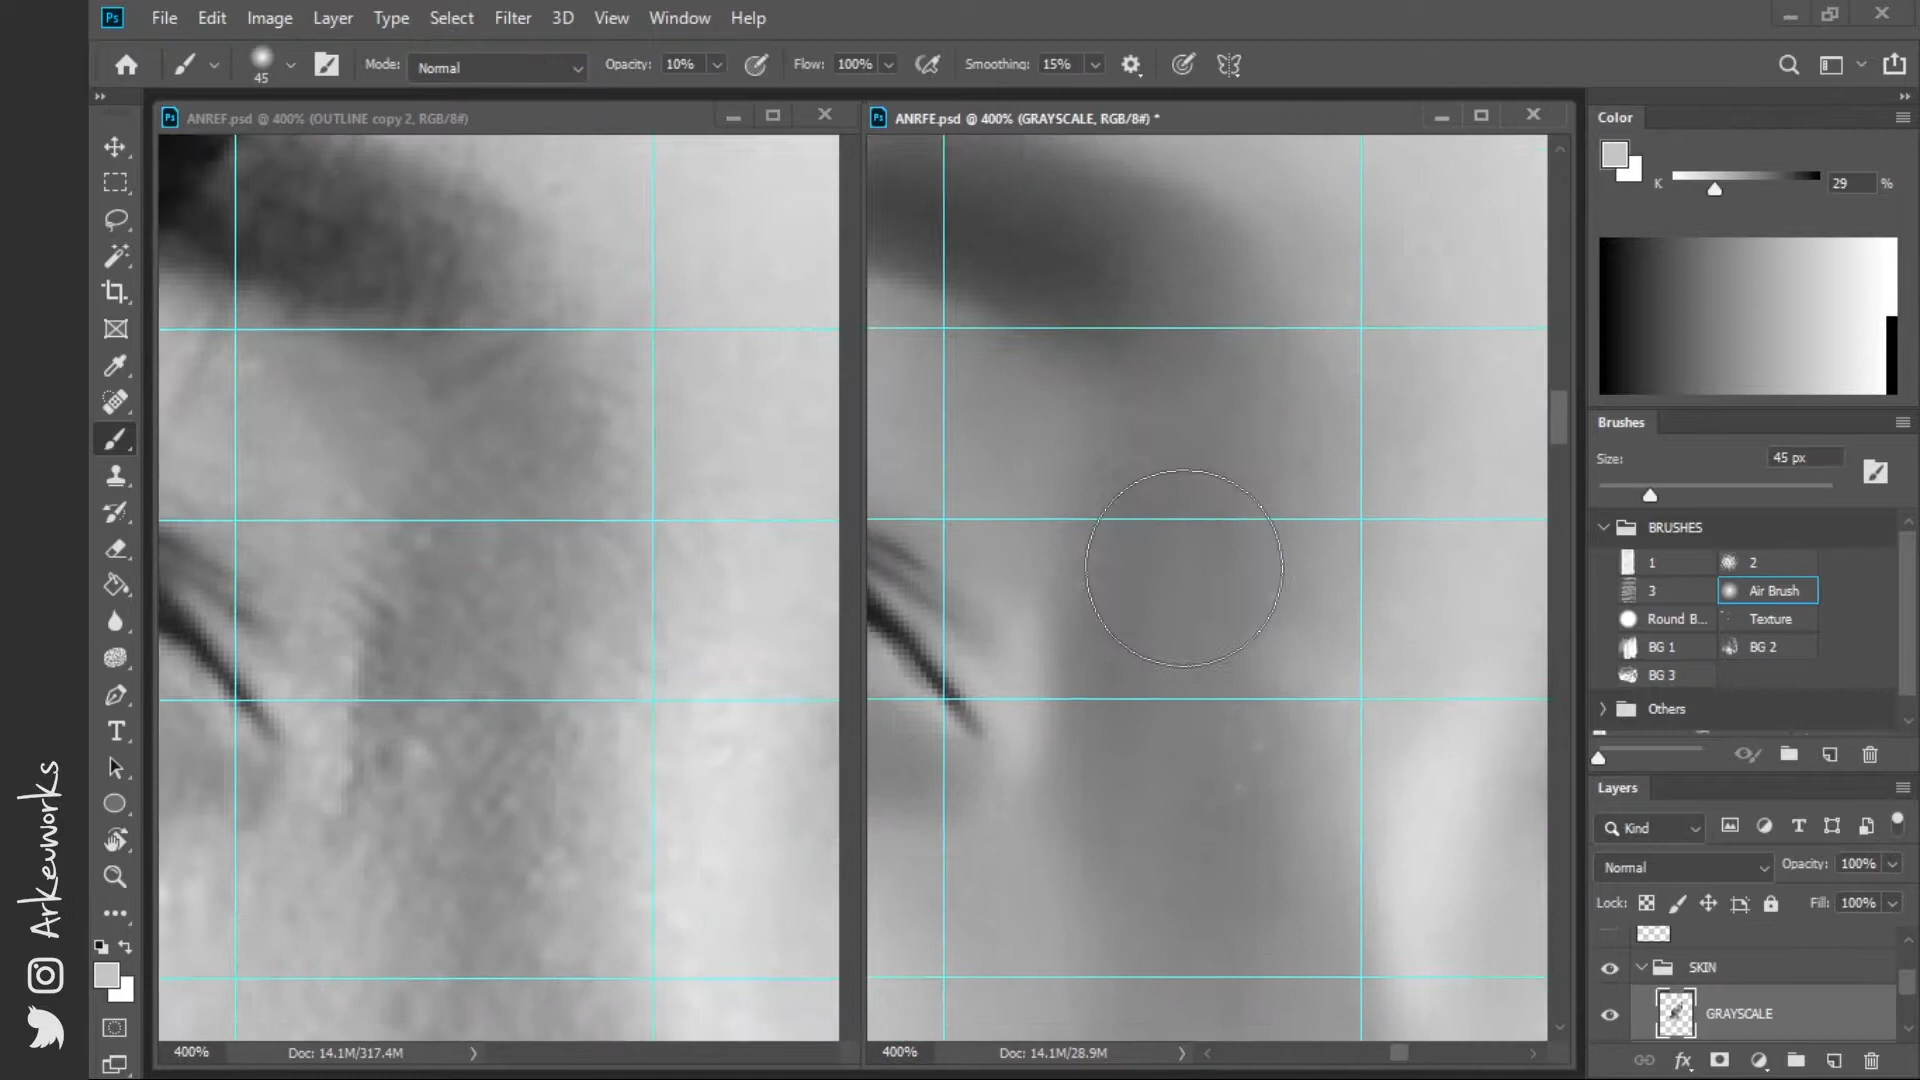 Ps File Edit Image Layer Type Select Filter 3D View Window Help
45 Mode: Normal Opacity: 10% Flow: 100% Smoothing: 15%
Ps ANREF.psd @ 400% (OUTLINE copy 2, RGB/8#)
Ps ANRFE.psd @ 400% (GRAYSCALE, RGB/8#) *
Color
K 29 %
Brushes
Size: 45 px
BRUSHES
1 2
3 Air Brush
Round B... Texture
BG 1 BG 2
BG 3
Others
Layers
Kind
Normal Opacity: 100%
Lock: Fill: 100%
SKIN
GRAYSCALE
fx
400% Doc: 14.1M/317.4M
400% Doc: 14.1M/28.9M
Arkevworks